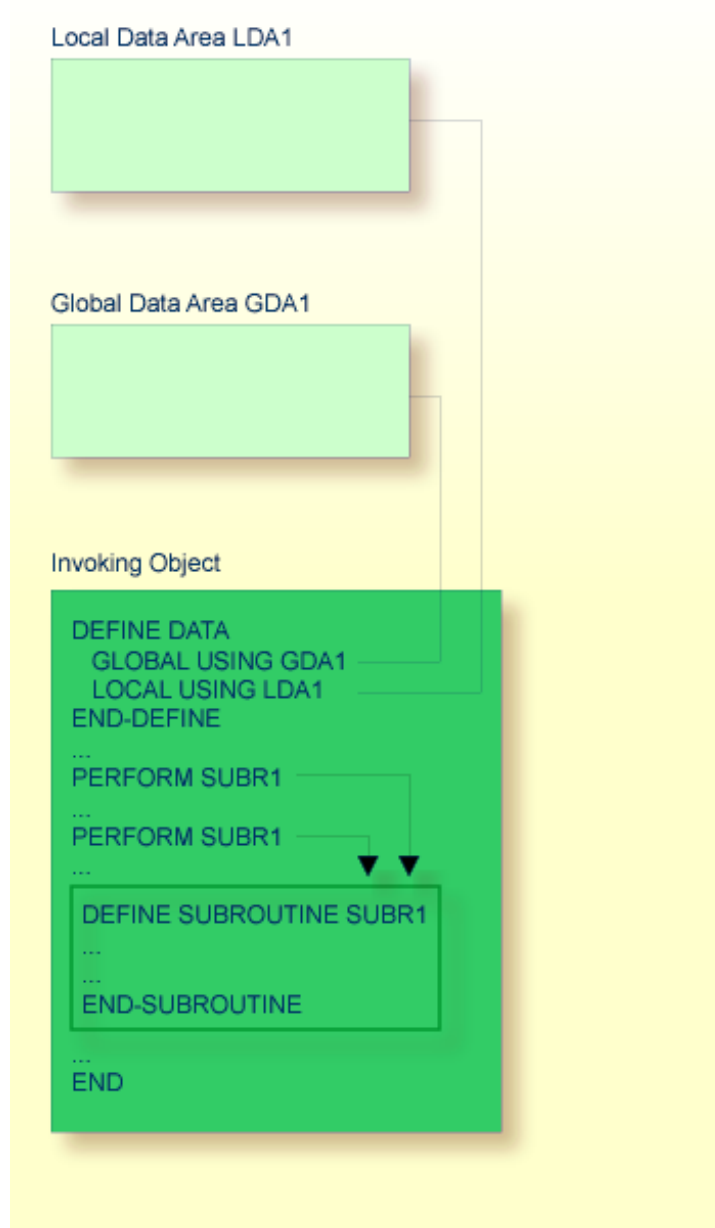 Local Data Area LDA1
Global Data Area GDA1
Invoking Object
DEFINE DATA
GLOBAL USING GDA1
LOCAL USING LDA1
END-DEFINE
...
PERFORM SUBR1
...
PERFORM SUBR1
...
DEFINE SUBROUTINE SUBR1
...
...
END-SUBROUTINE
...
END